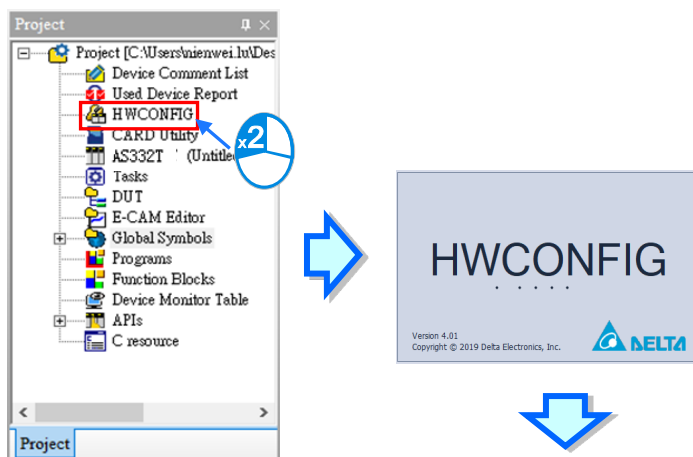 Project
Project [C:\Users\nienwei.lu\Des
Device Comment List
Used Device Report
HWCONFIG
x2
CARD Utility
AS332T (Untitle
Tasks
DUT
E-CAM Editor
Global Symbols
Programs
Function Blocks
Device Monitor Table
APIs
C resource
Project
HWCONFIG
Version 4.01
Copyright © 2019 Delta Electronics, Inc.
DELTA